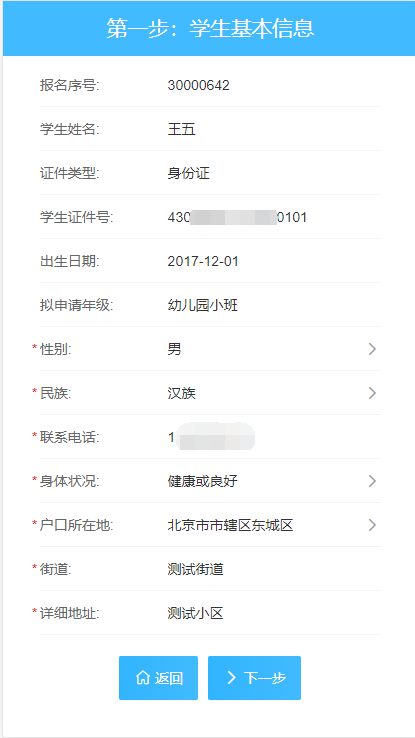 第一步：学生基本信息
报名序号: 30000642
学生姓名: 王五
证件类型: 身份证
学生证件号: 430 0101
出生日期: 2017-12-01
拟申请年级: 幼儿园小班
* 性别: 男
* 民族: 汉族
* 联系电话: 1
* 身体状况: 健康或良好
* 户口所在地: 北京市市辖区东城区
* 街道: 测试街道
* 详细地址: 测试小区
返回 下一步